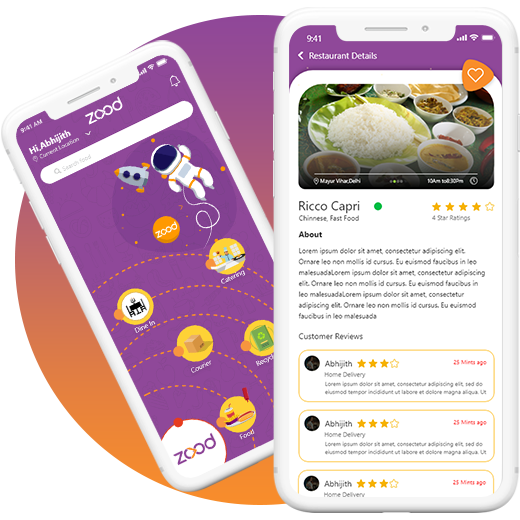 9:41 AM
zood
Hi,Abhijith
Current Location
Search food
zood
Catering
Dine In
Courier
Recycl
Food
zood
9:41
Restaurant Details
Mayur Vihar,Delhi
10Am to8;30Pm
Ricco Capri
Chinnese, Fast Food
4 Star Ratings
About
Lorem ipsum dolor sit amet, consectetur adipiscing elit.
Ornare leo non mollis id cursus. Eu euismod faucibus in leo
malesuadaLorem ipsum dolor sit amet, consectetur adipiscing
elit. Ornare leo non mollis id cursus. Eu euismod faucibus in
leo malesuadaLorem ipsum dolor sit amet, consectetur
adipiscing elit. Ornare leo non mollis id cursus. Eu euismod
faucibus in leo malesuada
Customer Reviews
Abhijith
25 Mints ago
Home Delivery
Lorem ipsum dolor sit amet, consectetur adipiscing elit, sed do
eiusmod tempor incididunt ut labore et dolore magna aliqua. Ut
Abhijith
25 Mints ago
Home Delivery
Lorem ipsum dolor sit amet, consectetur adipiscing elit, sed do
eiusmod tempor incididunt ut labore et dolore magna aliqua. Ut
Abhijith
25 Mints ago
Home Delivery